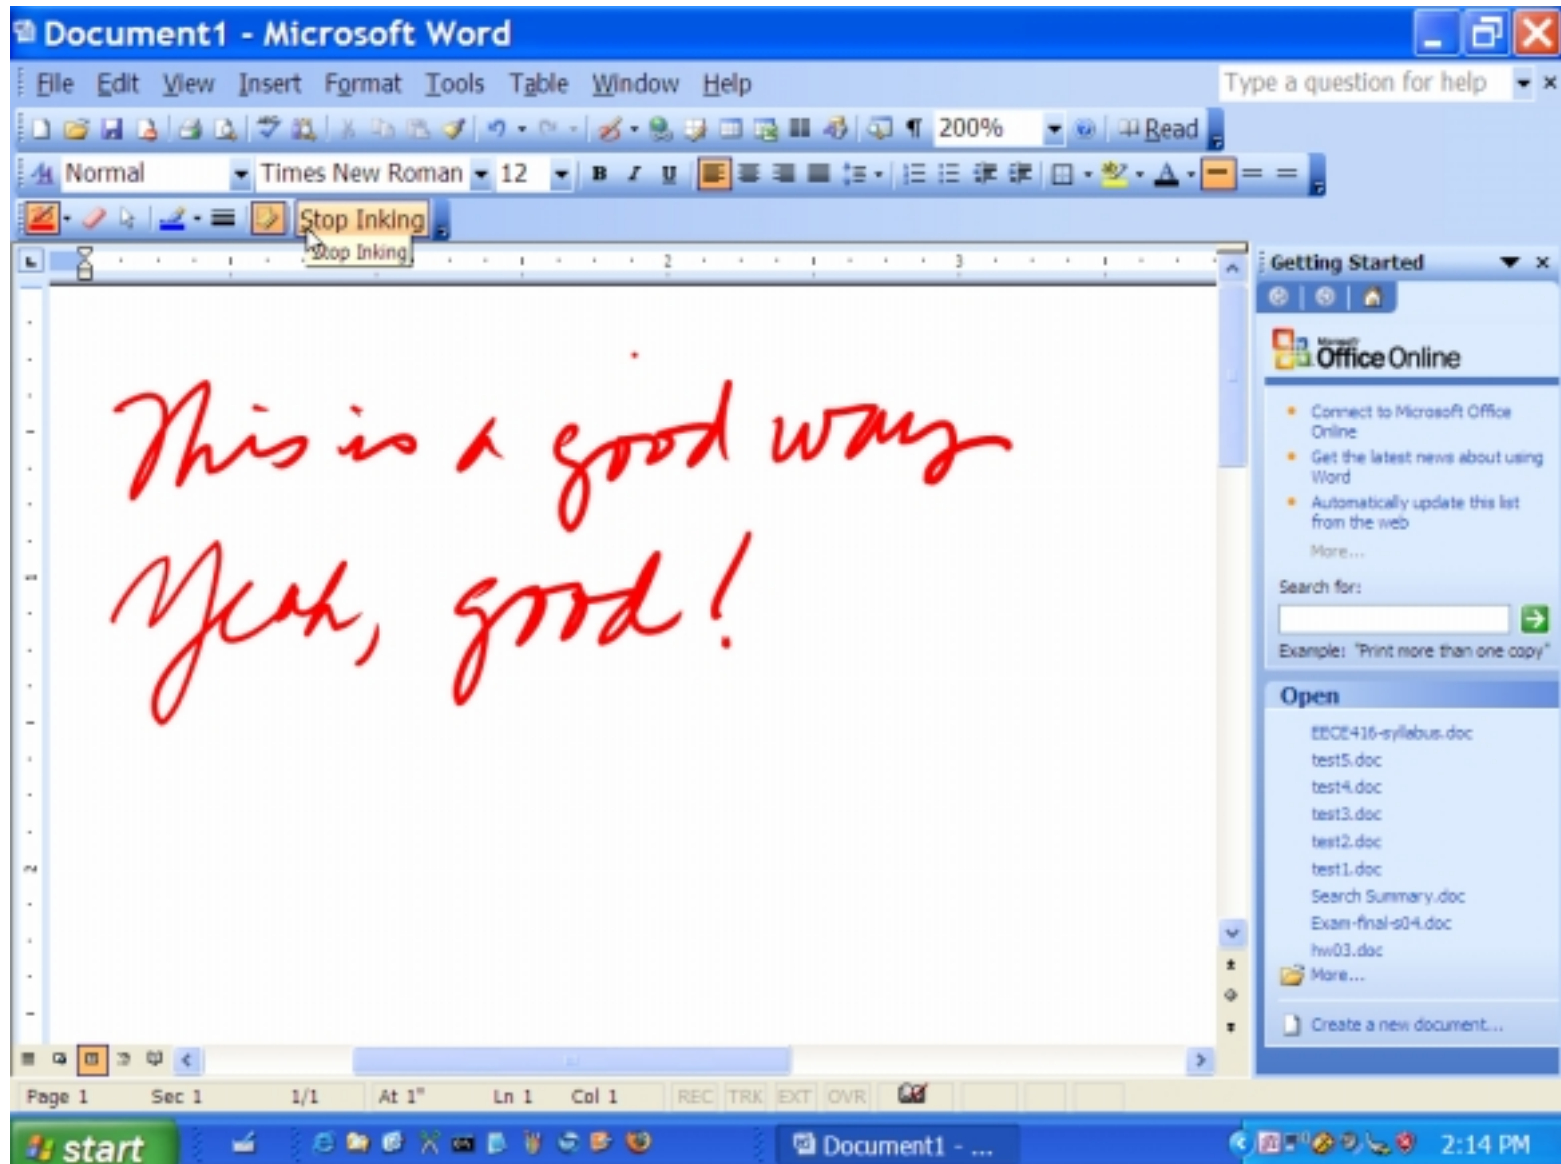 Document1 - Microsoft Word
File Edit View Insert Format Tools Table Window Help
Type a question for help
200% Read
Normal Times New Roman 12 B I U
Stop Inking
Stop Inking
2 3
Getting Started
Microsoft
Office Online
Connect to Microsoft Office
Online
Get the latest news about using
Word
Automatically update this list
from the web
More...
Search for:
Example: "Print more than one copy"
Open
EECE416-syllabus.doc
test5.doc
test4.doc
test3.doc
test2.doc
test1.doc
Search Summary.doc
Exam-final-s04.doc
hw03.doc
More...
Create a new document...
This is a good way
Yeah, good!
Page 1 Sec 1 1/1 At 1" Ln 1 Col 1 REC TRK EXT OVR
start Document1 - ... 2:14 PM